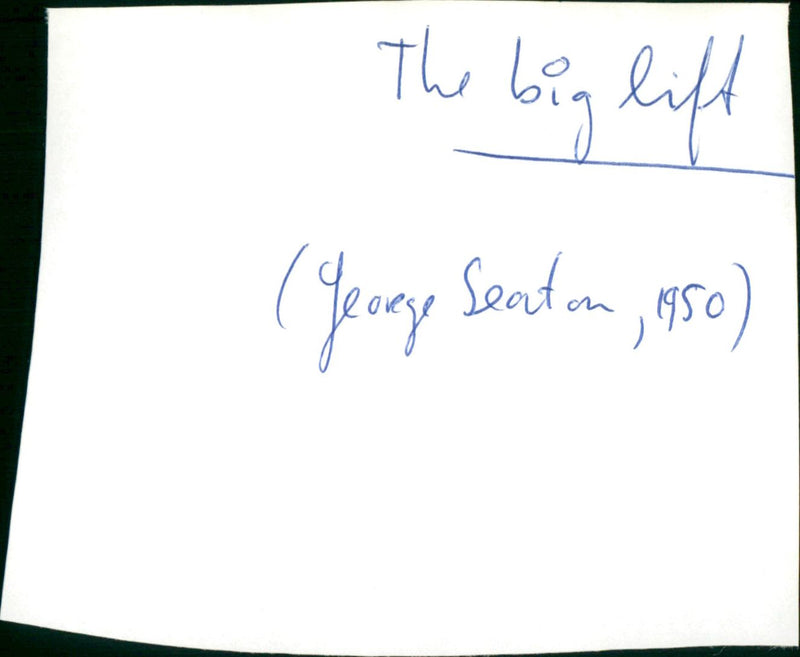 The big lift
(George Seaton, 1950)